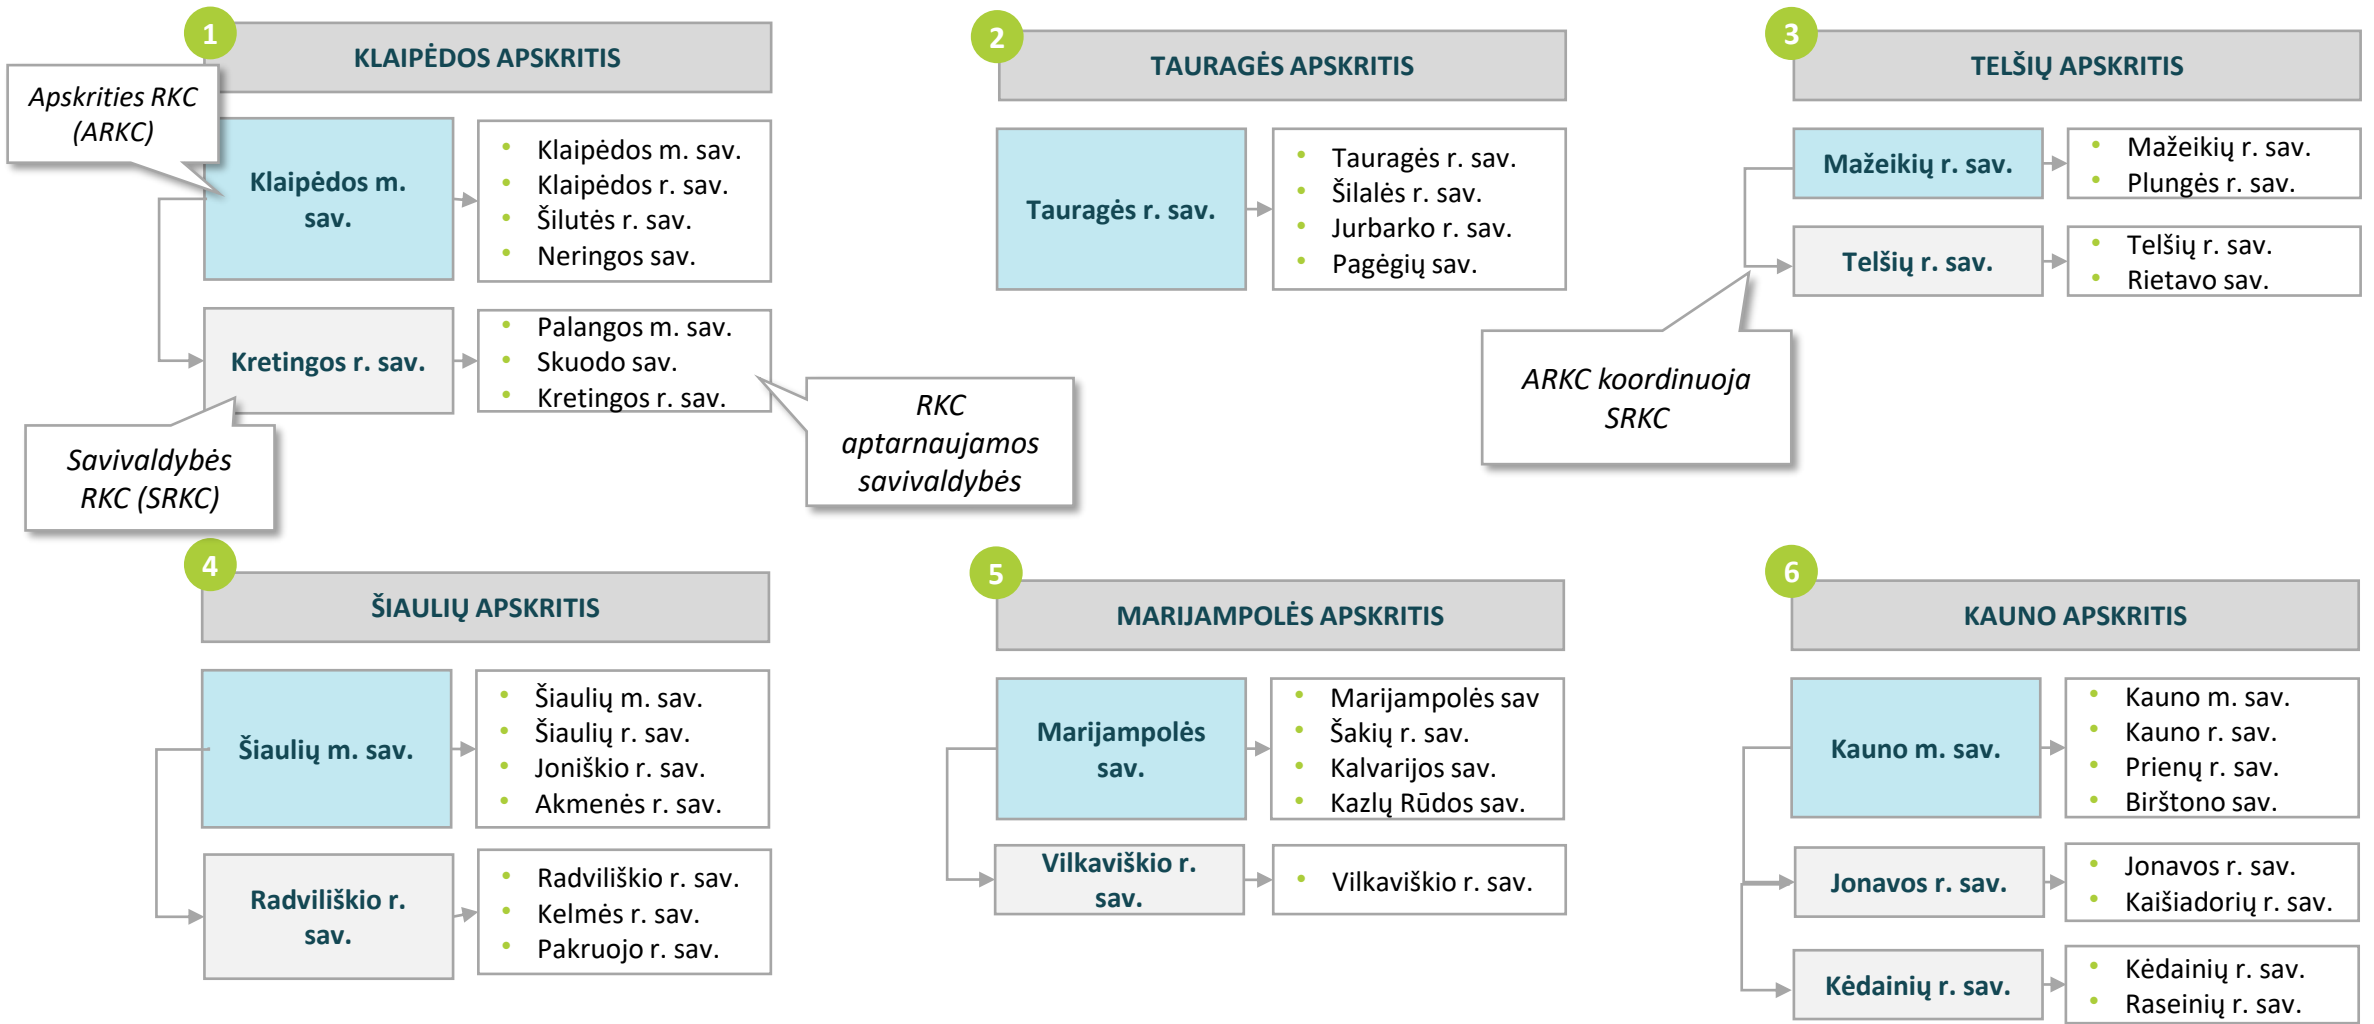 1
KLAIPĖDOS APSKRITIS
Apskrities RKC
(ARKC)
Klaipėdos m.
sav.
Klaipėdos m. sav.
Klaipėdos r. sav.
Šilutės r. sav.
Neringos sav.
Kretingos r. sav.
Palangos m. sav.
Skuodo sav.
Kretingos r. sav.
Savivaldybės
RKC (SRKC)
RKC
aptarnaujamos
savivaldybės
2
TAURAGĖS APSKRITIS
Tauragės r. sav.
Tauragės r. sav.
Šilalės r. sav.
Jurbarko r. sav.
Pagėgių sav.
3
TELŠIŲ APSKRITIS
Mažeikių r. sav.
Mažeikių r. sav.
Plungės r. sav.
Telšių r. sav.
Telšių r. sav.
Rietavo sav.
ARKC koordinuoja
SRKC
4
ŠIAULIŲ APSKRITIS
Šiaulių m. sav.
Šiaulių m. sav.
Šiaulių r. sav.
Joniškio r. sav.
Akmenės r. sav.
Radviliškio r.
sav.
Radviliškio r. sav.
Kelmės r. sav.
Pakruojo r. sav.
5
MARIJAMPOLĖS APSKRITIS
Marijampolės
sav.
Marijampolės sav
Šakių r. sav.
Kalvarijos sav.
Kazlų Rūdos sav.
Vilkaviškio r.
sav.
Vilkaviškio r. sav.
6
KAUNO APSKRITIS
Kauno m. sav.
Kauno m. sav.
Kauno r. sav.
Prienų r. sav.
Birštono sav.
Jonavos r. sav.
Jonavos r. sav.
Kaišiadorių r. sav.
Kėdainių r. sav.
Kėdainių r. sav.
Raseinių r. sav.